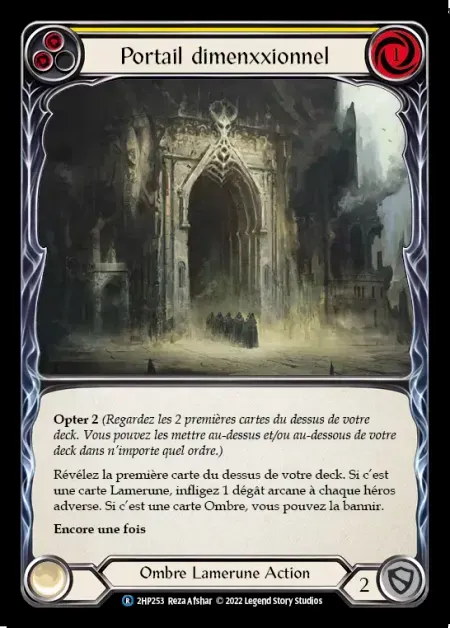 Portail dimenxxionnel
1
Opter 2 (Regardez les 2 premières cartes du dessus de votre
deck. Vous pouvez les mettre au-dessus et/ou au-dessous de votre
deck dans n'importe quel ordre.)
Révélez la première carte du dessus de votre deck. Si c'est
une carte Lamerune, infligez 1 dégât arcane à chaque héros
adverse. Si c'est une carte Ombre, vous pouvez la bannir.
Encore une fois
Ombre Lamerune Action
2
R 2HP253 Reza Afshar © 2022 Legend Story Studios